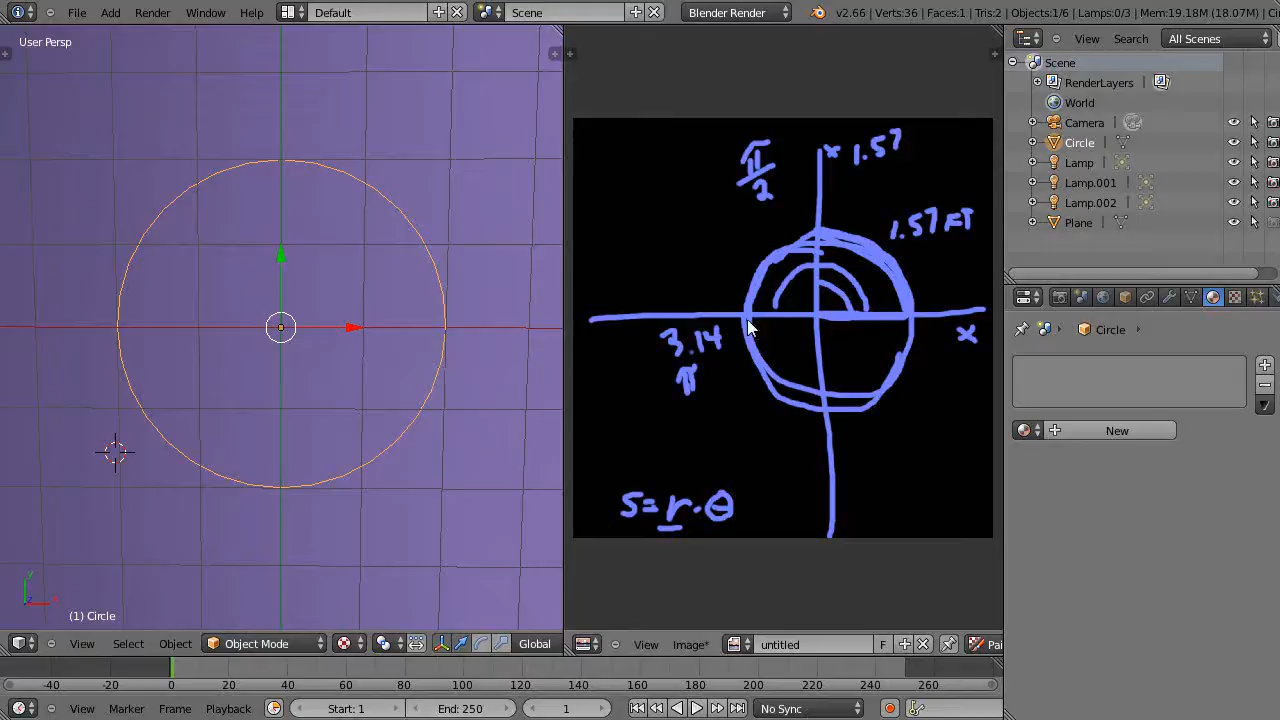 File Add Render Window Help Default Scene Blender Render v2.66 | Verts:36 | Faces:1 | Tris:2 | Objects:1/6 | Lamps:0/3 | Mem:19.18M (18.07M) | Cir
User Persp
View Search All Scenes
Scene
RenderLayers
World
Camera
Circle
Lamp
Lamp.001
Lamp.002
Plane
π/2
x 1.57
1.57 FT
3.14
π
x
S=r·θ
Circle
New
y
x
(1) Circle
View Select Object Object Mode Global
View Image* untitled F Pai
-40 -20 0 20 40 60 80 100 120 140 160 180 200 220 240 260 280
View Marker Frame Playback Start: 1 End: 250 1 No Sync